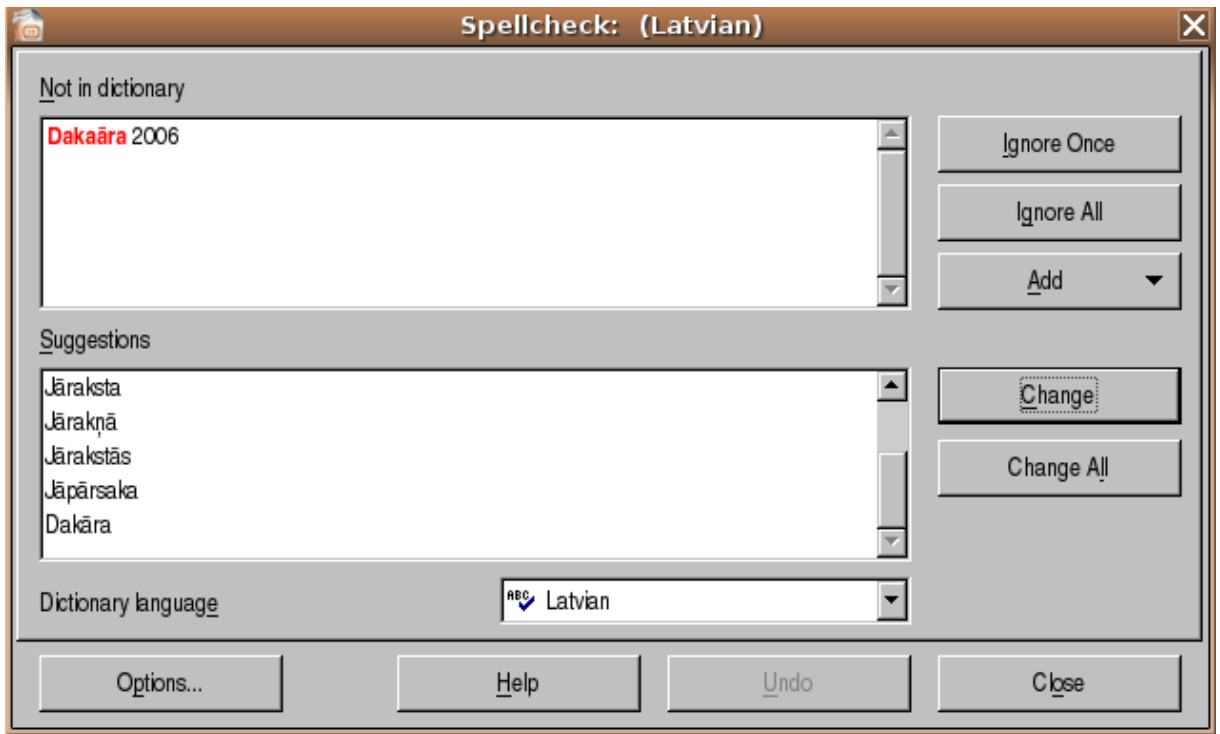 Spellcheck: (Latvian)
Not in dictionary
Dakaāra 2006
Ignore Once
Ignore All
Add
Suggestions
Jāraksta
Jārakņā
Jārakstās
Jāpārsaka
Dakāra
Change
Change All
Dictionary language
ABC Latvian
Options...
Help
Undo
Close